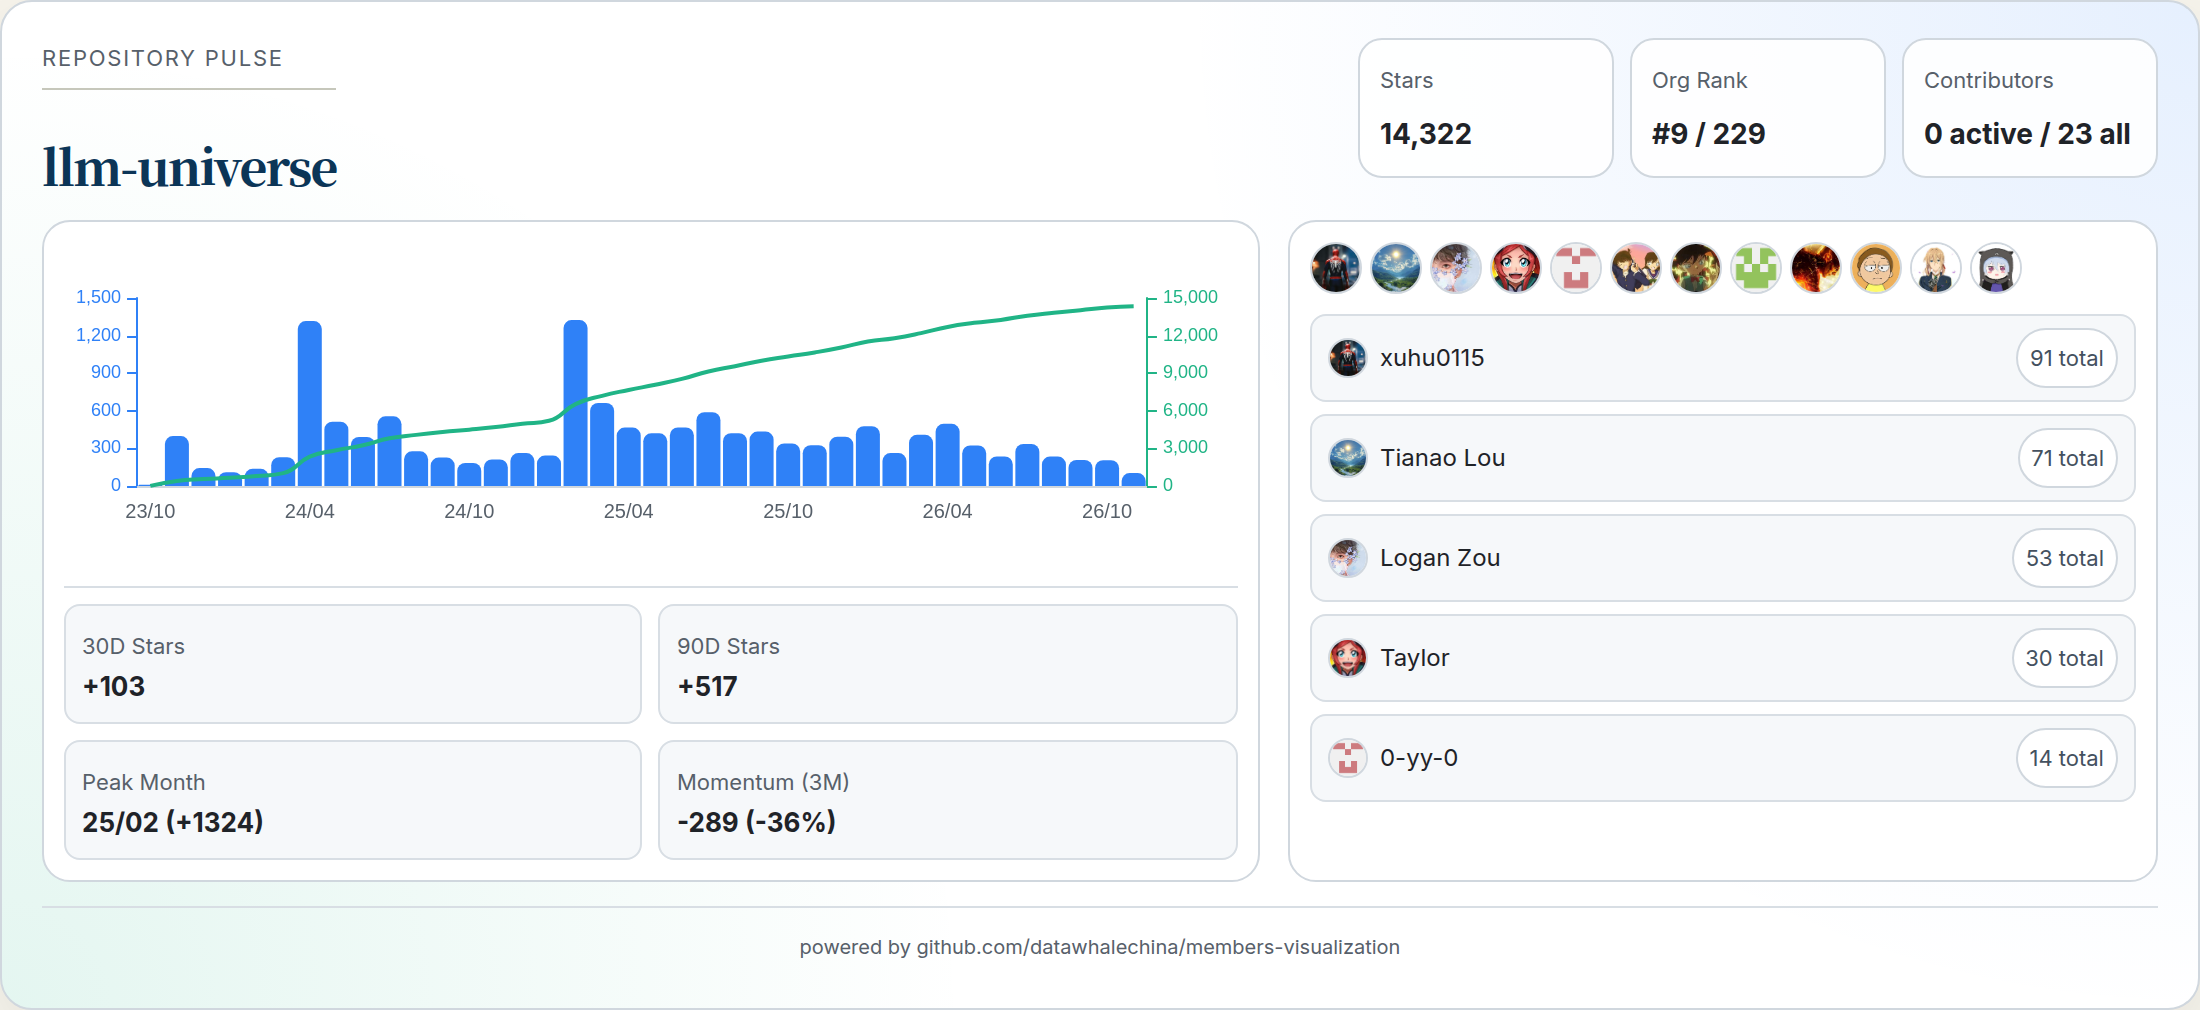 REPOSITORY PULSE
llm-universe
Stars
14,322
Org Rank
#9 / 229
Contributors
0 active / 23 all
1,500
1,200
900
600
300
0
15,000
12,000
9,000
6,000
3,000
0
23/10 24/04 24/10 25/04 25/10 26/04 26/10
30D Stars
+103
90D Stars
+517
Peak Month
25/02 (+1324)
Momentum (3M)
-289 (-36%)
xuhu0115 91 total
Tianao Lou 71 total
Logan Zou 53 total
Taylor 30 total
0-yy-0 14 total
powered by github.com/datawhalechina/members-visualization